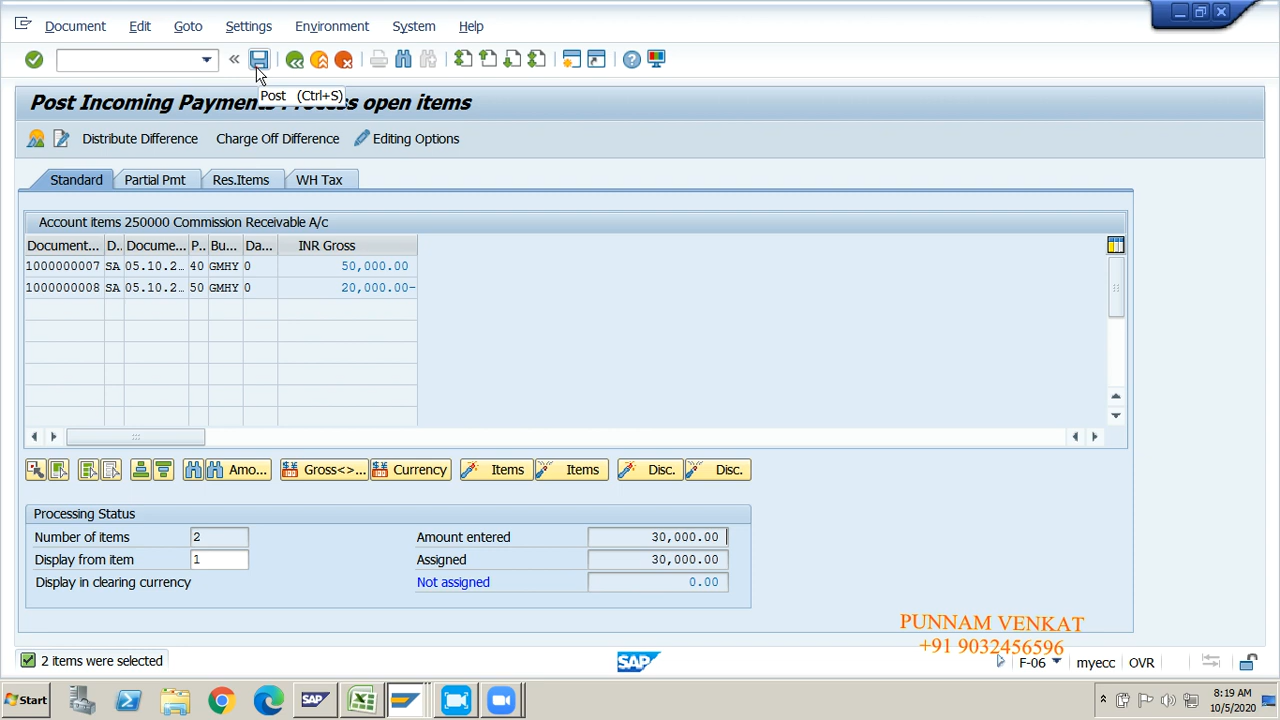 Document Edit Goto Settings Environment System Help
Post (Ctrl+S)
Post Incoming Payments Process open items
Distribute Difference Charge Off Difference Editing Options
Standard Partial Pmt Res.Items WH Tax
Account items 250000 Commission Receivable A/c
Document... D.. Docume... P.. Bu... Da... INR Gross
1000000007 SA 05.10.2... 40 GMHY 0 50,000.00
1000000008 SA 05.10.2... 50 GMHY 0 20,000.00-
Amo... Gross<>... Currency Items Items Disc. Disc.
Processing Status
Number of items 2 Amount entered 30,000.00
Display from item 1 Assigned 30,000.00
Display in clearing currency Not assigned 0.00
PUNNAM VENKAT
+91 9032456596
2 items were selected SAP F-06 myecc OVR
Start SAP 8:19 AM
10/5/2020